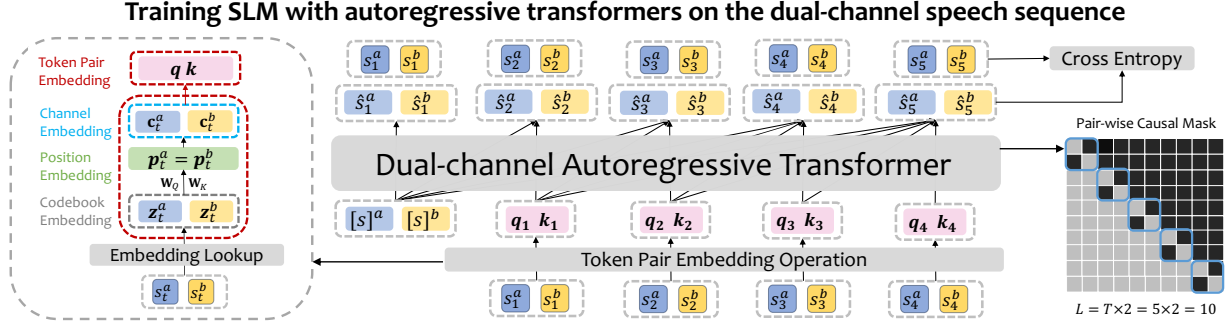 Training SLM with autoregressive transformers on the dual-channel speech sequence
Token Pair
Embedding
q k
Channel
Embedding
c_t^a c_t^b
Position
Embedding
p_t^a = p_t^b
W_Q W_K
Codebook
Embedding
z_t^a z_t^b
Embedding Lookup
s_t^a s_t^b
s_1^a s_1^b s_2^a s_2^b s_3^a s_3^b s_4^a s_4^b s_5^a s_5^b
ŝ_1^a ŝ_1^b ŝ_2^a ŝ_2^b ŝ_3^a ŝ_3^b ŝ_4^a ŝ_4^b ŝ_5^a ŝ_5^b
Dual-channel Autoregressive Transformer
[s]^a [s]^b q_1 k_1 q_2 k_2 q_3 k_3 q_4 k_4
Token Pair Embedding Operation
s_1^a s_1^b s_2^a s_2^b s_3^a s_3^b s_4^a s_4^b
Cross Entropy
Pair-wise Causal Mask
L = T×2 = 5×2 = 10